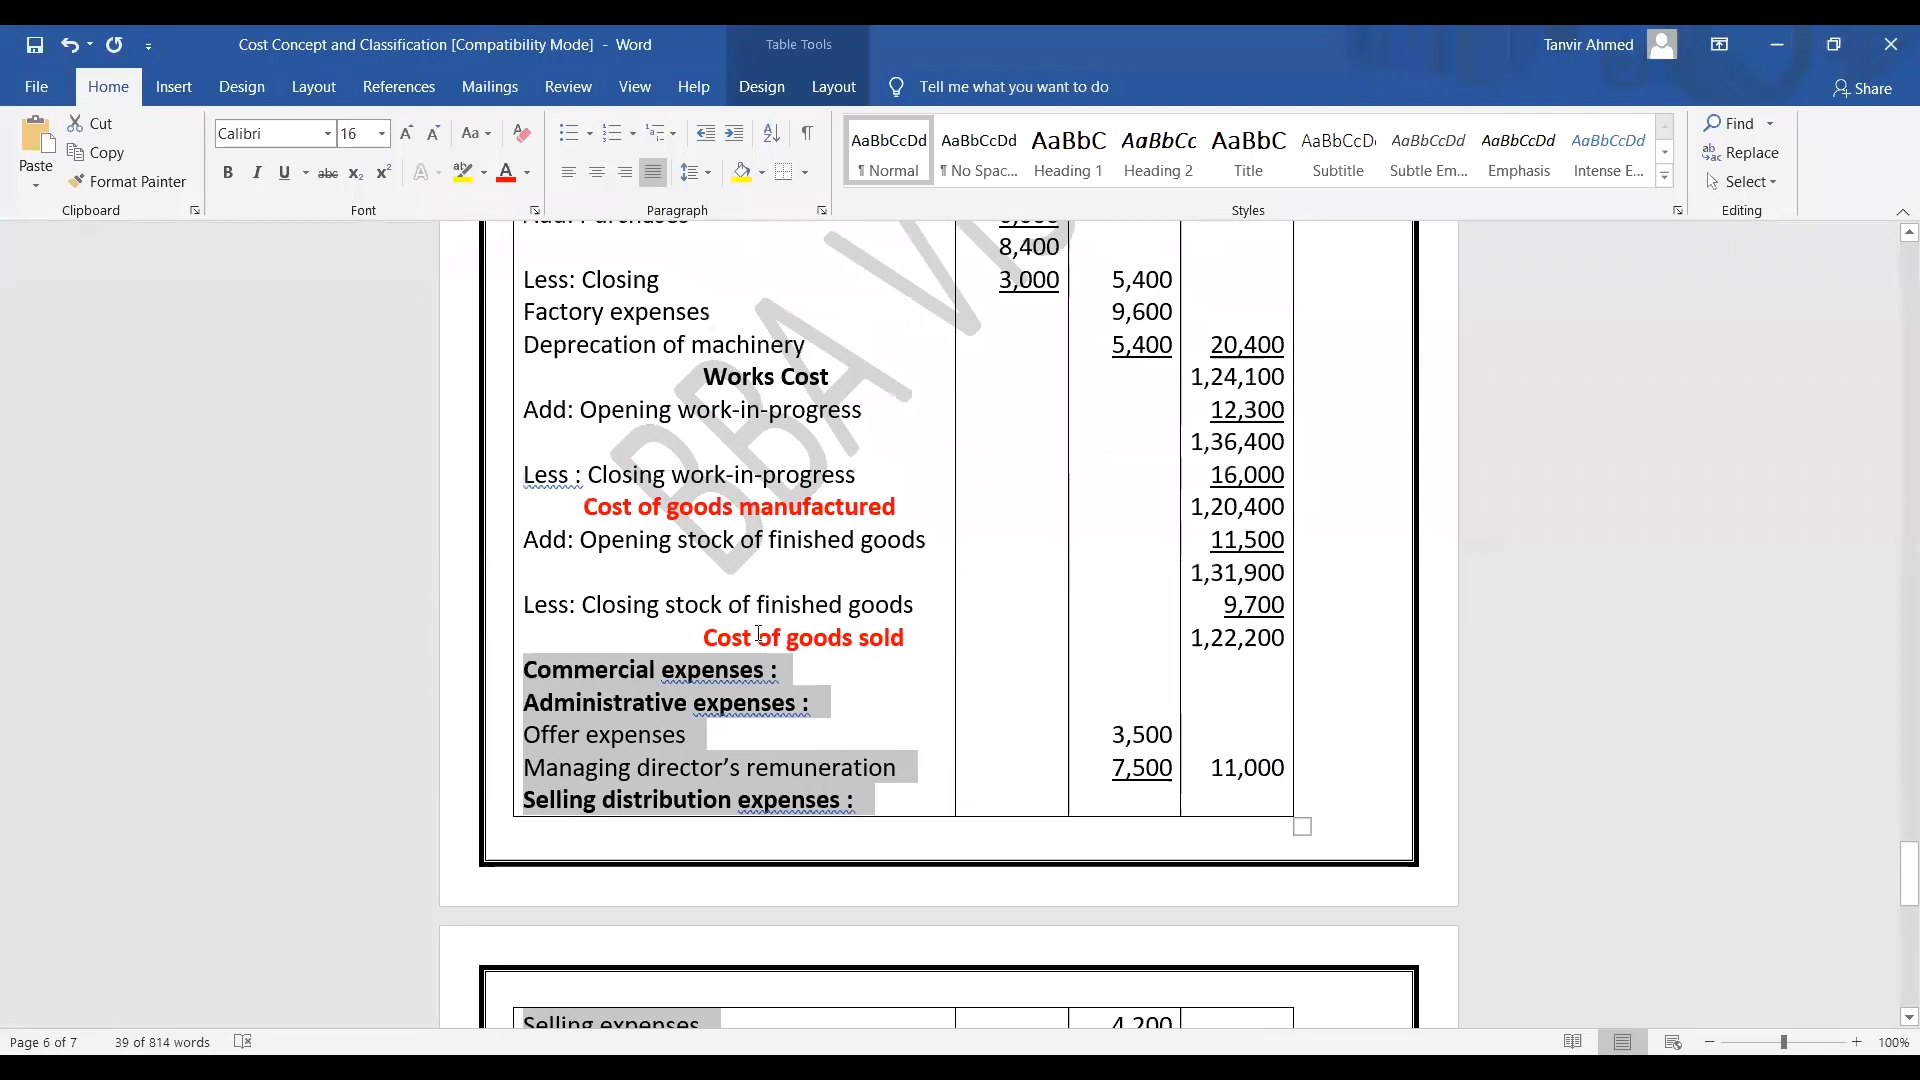 Cost Concept and Classification [Compatibility Mode] - Word
Table Tools
Tanvir Ahmed
File Home Insert Design Layout References Mailings Review View Help Design Layout Tell me what you want to do Share
Paste
Cut
Copy
Format Painter
Clipboard
Calibri 16
Font
Paragraph
AaBbCcDd AaBbCcDd AaBbC AaBbCc AaBbC AaBbCcD AaBbCcDd AaBbCcDd AaBbCcDd
¶ Normal ¶ No Spac... Heading 1 Heading 2 Title Subtitle Subtle Em... Emphasis Intense E...
Styles
Find
Replace
Select
Editing
8,400
Less: Closing 3,000 5,400
Factory expenses 9,600
Deprecation of machinery 5,400 20,400
Works Cost 1,24,100
Add: Opening work-in-progress 12,300
1,36,400
Less : Closing work-in-progress 16,000
Cost of goods manufactured 1,20,400
Add: Opening stock of finished goods 11,500
1,31,900
Less: Closing stock of finished goods 9,700
Cost of goods sold 1,22,200
Commercial expenses :
Administrative expenses :
Offer expenses 3,500
Managing director’s remuneration 7,500 11,000
Selling distribution expenses :
Selling expenses 4,200
BBA
Page 6 of 7 39 of 814 words 100%